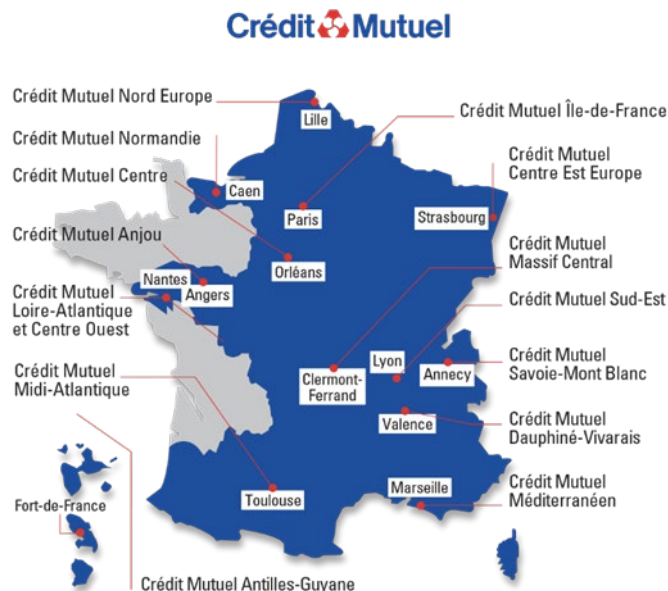 Crédit Mutuel
Crédit Mutuel Nord Europe
Lille
Crédit Mutuel Île-de-France
Crédit Mutuel Normandie
Crédit Mutuel
Centre Est Europe
Crédit Mutuel Centre
Caen
Paris
Strasbourg
Crédit Mutuel Anjou
Orléans
Crédit Mutuel
Massif Central
Nantes
Angers
Crédit Mutuel
Loire-Atlantique
et Centre Ouest
Crédit Mutuel Sud-Est
Lyon
Annecy
Crédit Mutuel
Savoie-Mont Blanc
Crédit Mutuel
Midi-Atlantique
Clermont-
Ferrand
Valence
Crédit Mutuel
Dauphiné-Vivarais
Marseille
Crédit Mutuel
Méditerranéen
Toulouse
Fort-de-France
Crédit Mutuel Antilles-Guyane